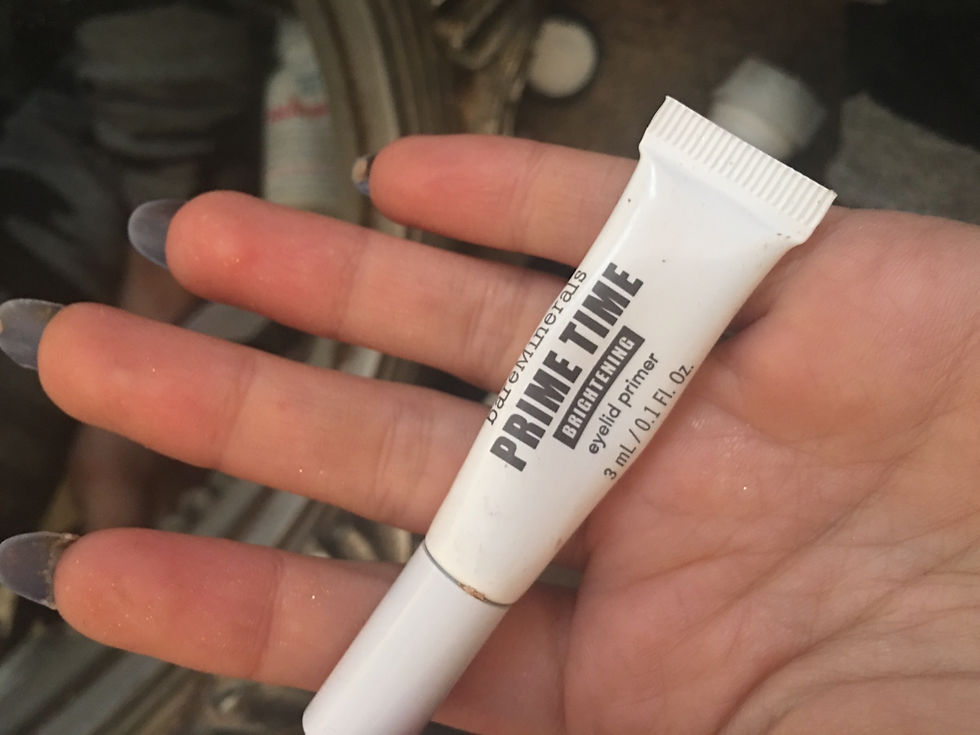 bareMinerals
PRIME TIME
BRIGHTENING
eyelid primer
3 mL / 0.1 Fl. Oz.